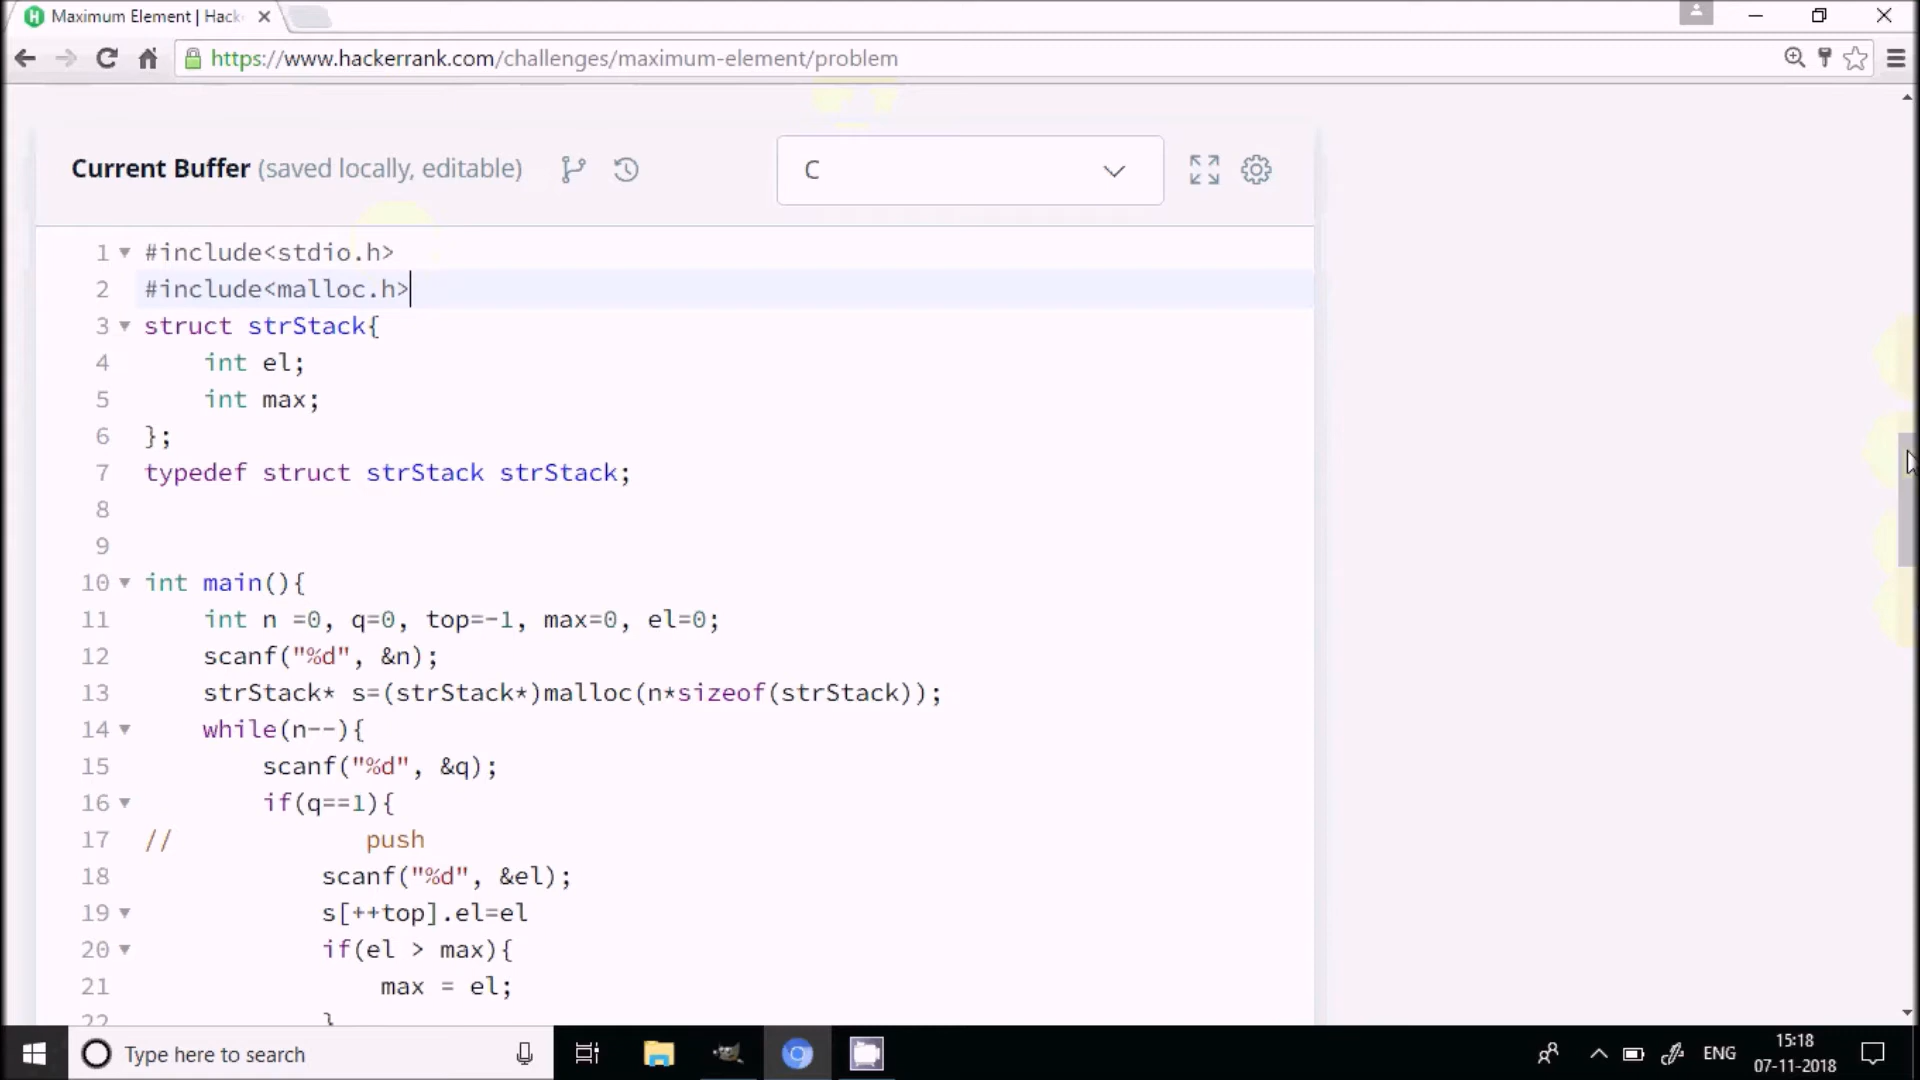 Maximum Element | Hack
https://www.hackerrank.com/challenges/maximum-element/problem
Current Buffer (saved locally, editable)
C
1 #include<stdio.h>
2 #include<malloc.h>
3 struct strStack{
4 int el;
5 int max;
6 };
7 typedef struct strStack strStack;
8
9
10 int main(){
11 int n =0, q=0, top=-1, max=0, el=0;
12 scanf("%d", &n);
13 strStack* s=(strStack*)malloc(n*sizeof(strStack));
14 while(n--){
15 scanf("%d", &q);
16 if(q==1){
17 // push
18 scanf("%d", &el);
19 s[++top].el=el
20 if(el > max){
21 max = el;
22 }
Type here to search
ENG
15:18
07-11-2018